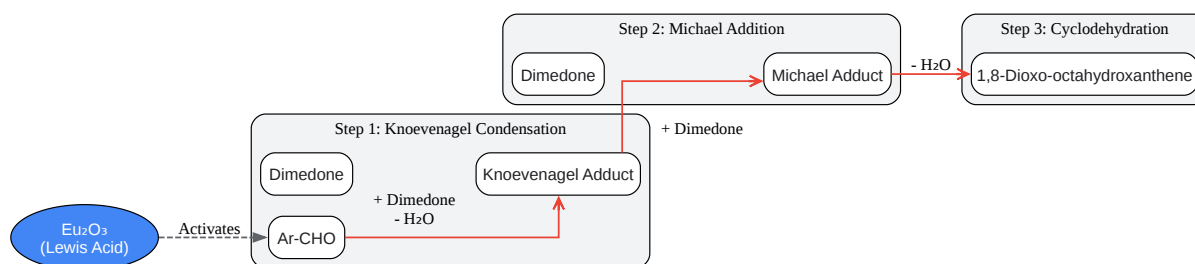 Step 2: Michael Addition
Dimedone
Michael Adduct
- H₂O
Step 3: Cyclodehydration
1,8-Dioxo-octahydroxanthene
Step 1: Knoevenagel Condensation
+ Dimedone
Dimedone
Knoevenagel Adduct
+ Dimedone
- H₂O
Eu₂O₃
(Lewis Acid)
Activates
Ar-CHO